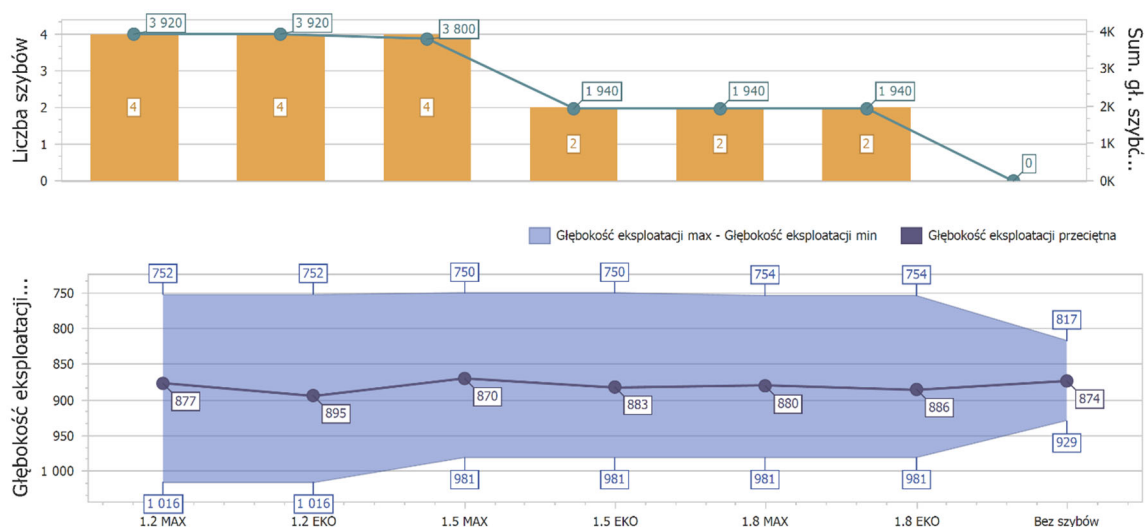 Liczba szybów
4
3
2
1
0
3 920
3 920
3 800
1 940
1 940
1 940
0
4
4
4
2
2
2
4K
3K
2K
1K
0K
Sum. gł. szybć...
Głębokość eksploatacji max - Głębokość eksploatacji min
Głębokość eksploatacji przeciętna
Głębokość eksploatacji...
750
800
850
900
950
1 000
752
752
750
750
754
754
817
877
895
870
883
880
886
874
1 016
1 016
981
981
981
981
929
1.2 MAX
1.2 EKO
1.5 MAX
1.5 EKO
1.8 MAX
1.8 EKO
Bez szybów